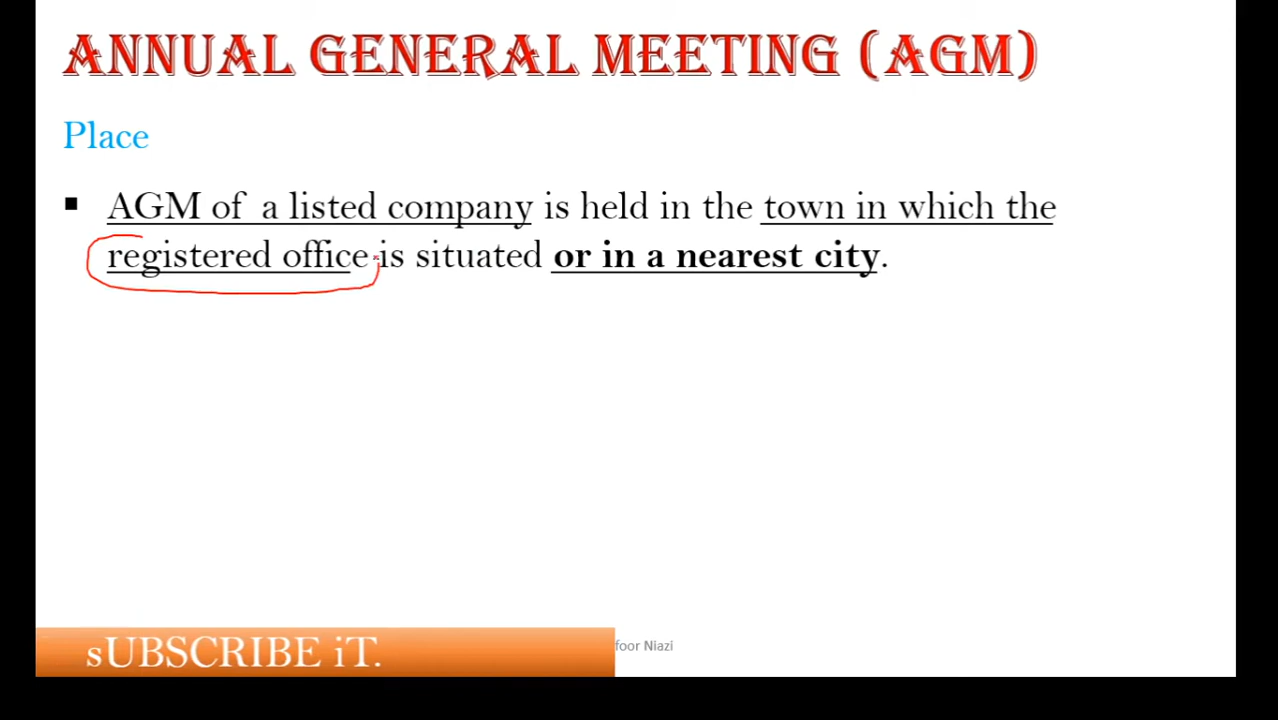 ANNUAL GENERAL MEETING (AGM)
Place
▪ AGM of a listed company is held in the town in which the
registered office is situated or in a nearest city.
sUBSCRIBE iT.
foor Niazi